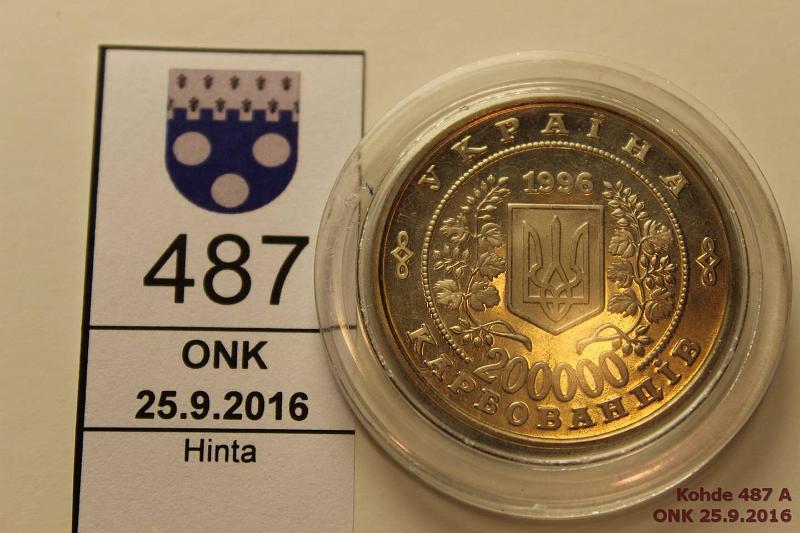 487
ONK
25.9.2016
Hinta
УКРАЇНА
1996
200000
КАРБОВАНЦІВ
Kohde 487 A
ONK 25.9.2016